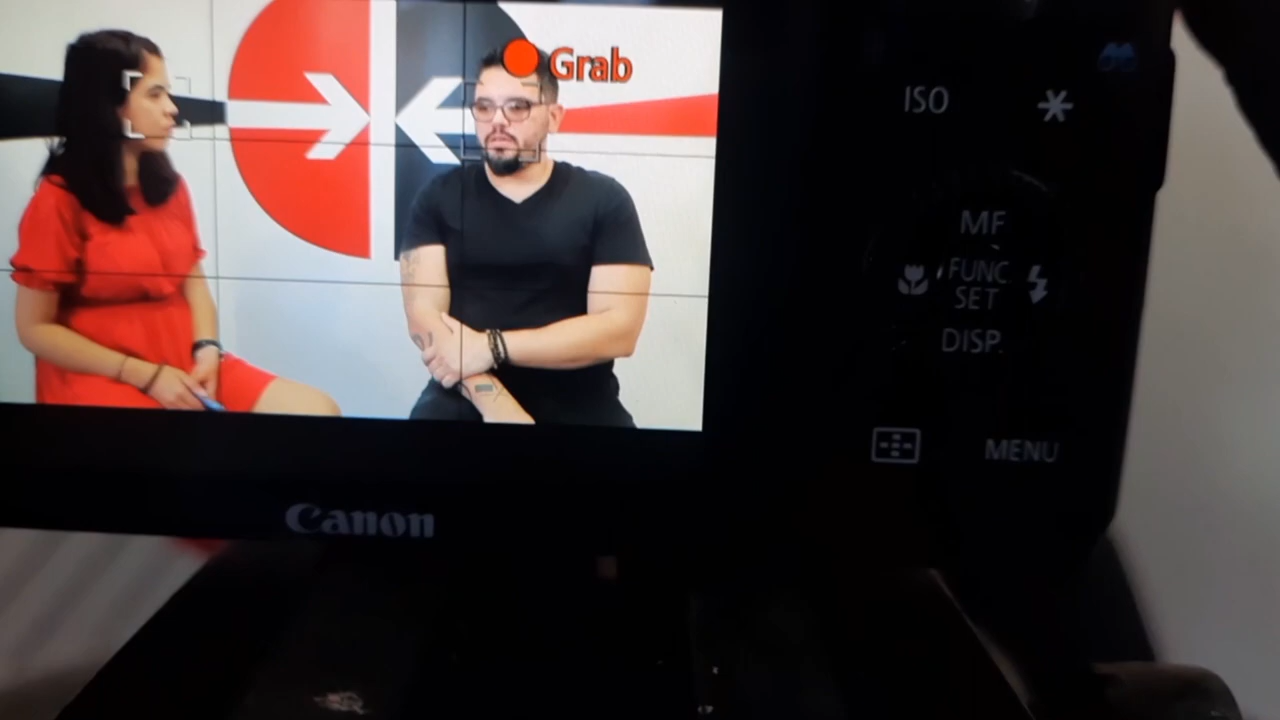 Grab
ISO
MF
FUNC.
SET
DISP.
MENU
Canon